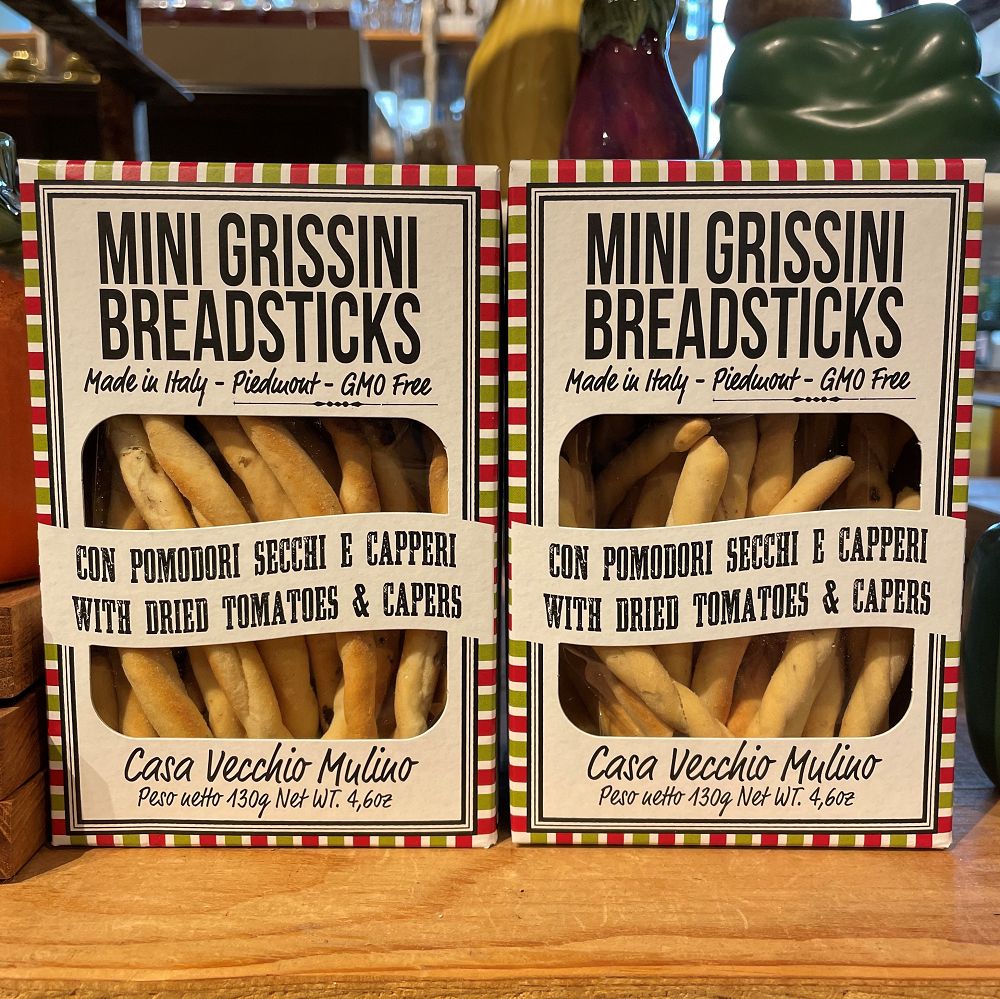 MINI GRISSINI
BREADSTICKS
Made in Italy - Piedmont - GMO Free
CON POMODORI SECCHI E CAPPERI
WITH DRIED TOMATOES & CAPERS
Casa Vecchio Mulino
Peso netto 130g Net WT. 4,6oz
MINI GRISSINI
BREADSTICKS
Made in Italy - Piedmont - GMO Free
CON POMODORI SECCHI E CAPPERI
WITH DRIED TOMATOES & CAPERS
Casa Vecchio Mulino
Peso netto 130g Net WT. 4,6oz